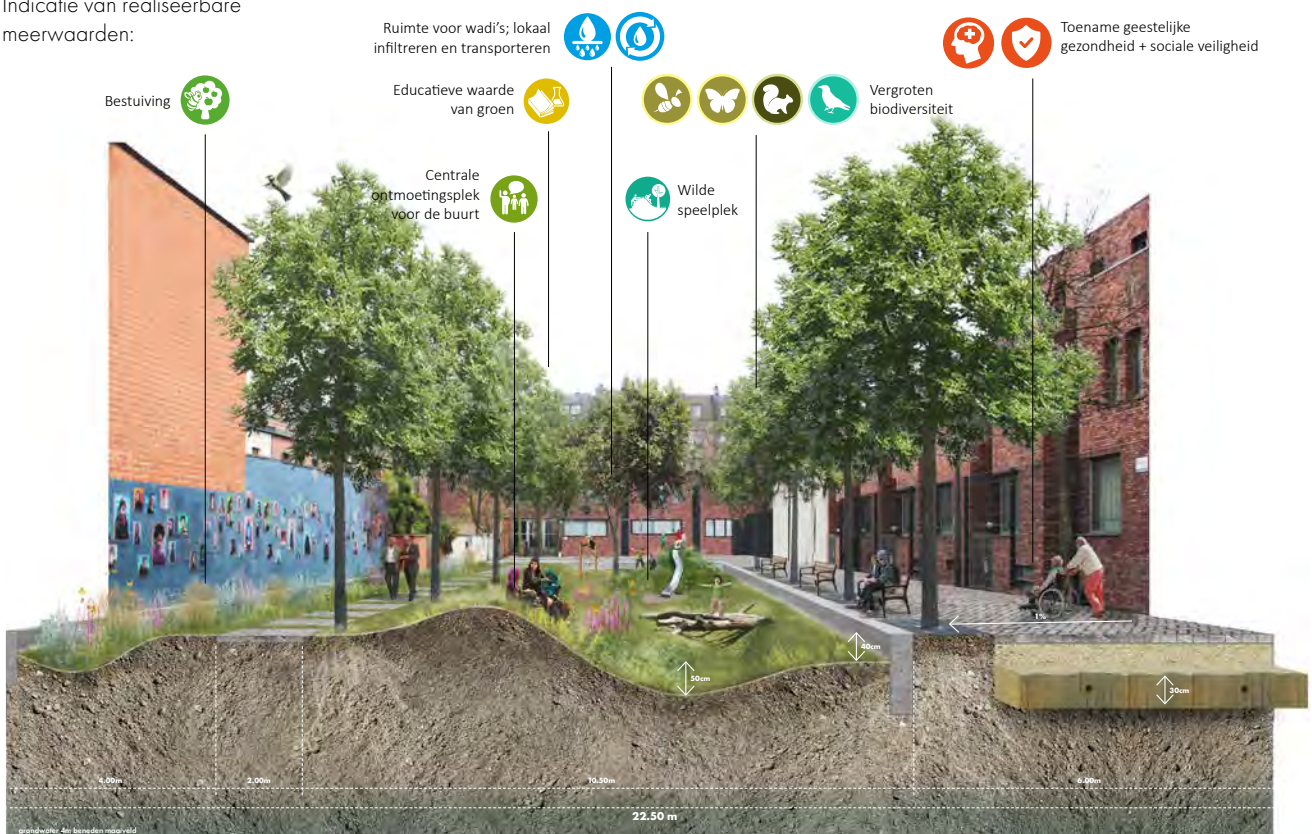 Indicatie van realiseerbare
meerwaarden:
Ruimte voor wadi's; lokaal
infiltreren en transporteren
Toename geestelijke
gezondheid + sociale veiligheid
Bestuiving
Educatieve waarde
van groen
Vergroten
biodiversiteit
Centrale
ontmoetingsplek
voor de buurt
Wilde
speelplek
1%
40cm
50cm
30cm
4.00m
2.00m
10.50m
6.00m
22.50 m
grondwater 4m beneden maaiveld